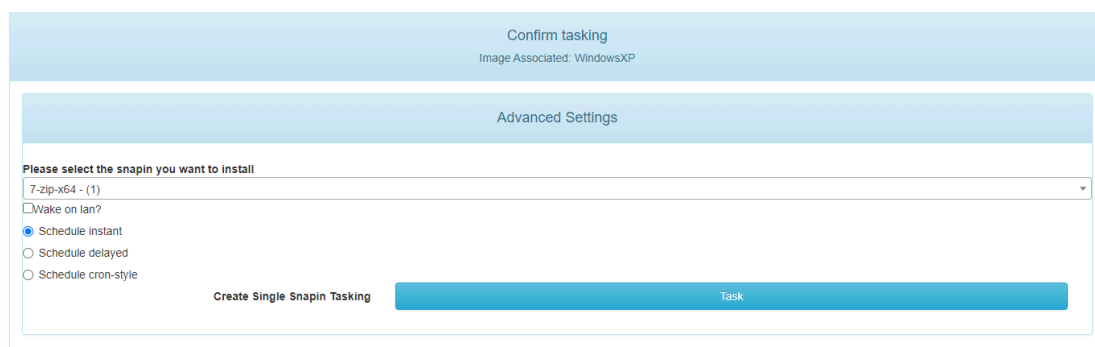 Confirm tasking
Image Associated: WindowsXP
Advanced Settings
Please select the snapin you want to install
7-zip-x64 - (1)
Wake on lan?
Schedule instant
Schedule delayed
Schedule cron-style
Create Single Snapin Tasking Task